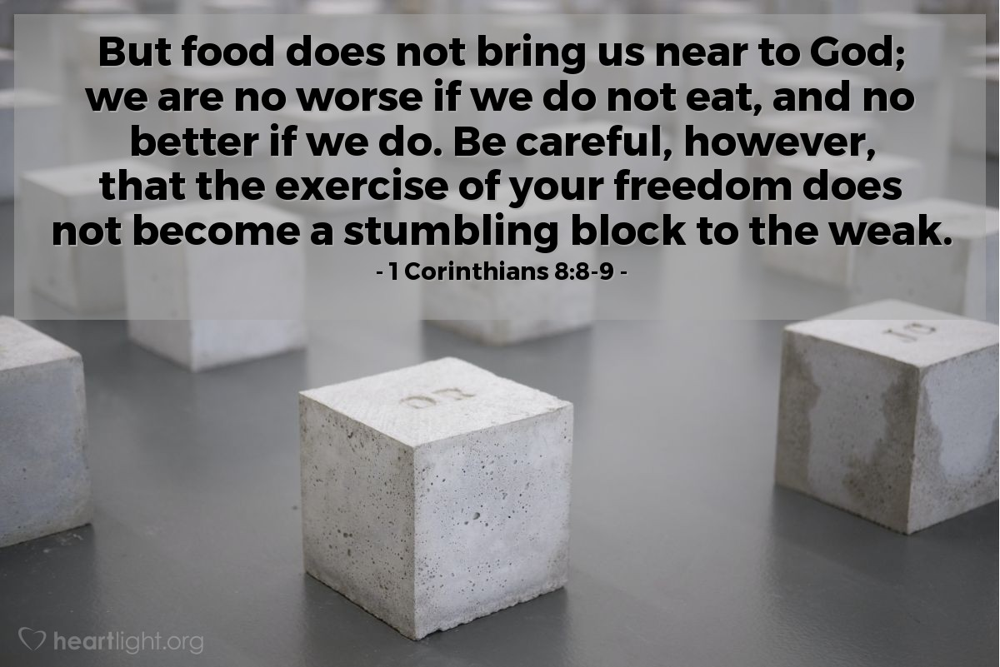 But food does not bring us near to God;
we are no worse if we do not eat, and no
better if we do. Be careful, however,
that the exercise of your freedom does
not become a stumbling block to the weak.
- 1 Corinthians 8:8-9 -
heartlight.org